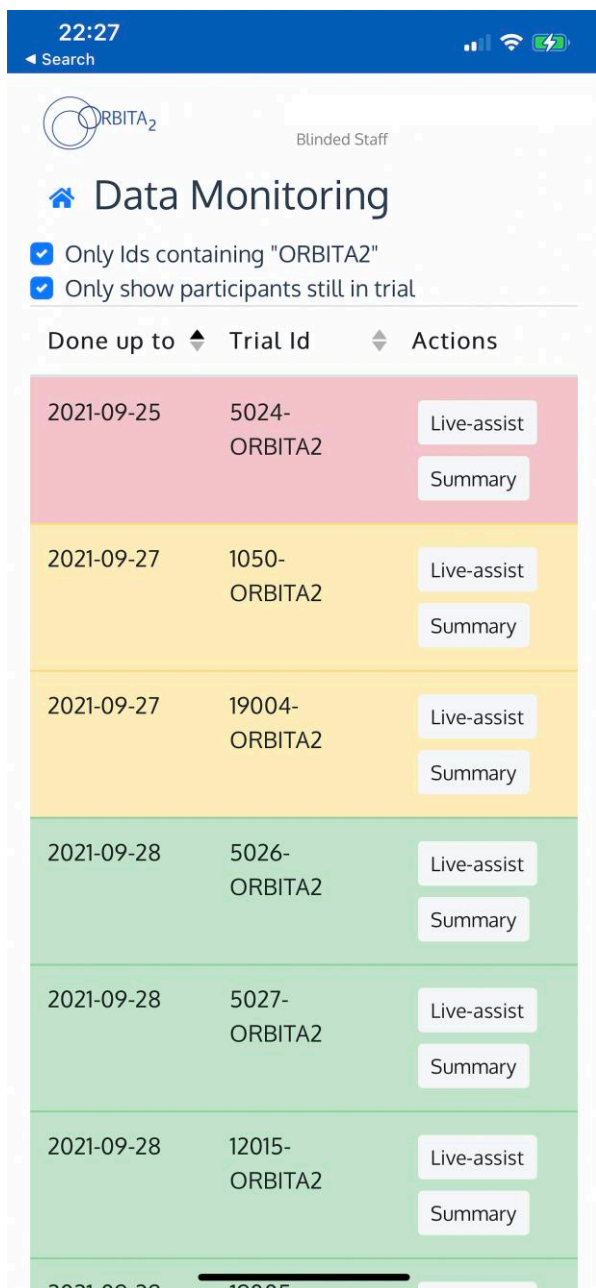 22:27
◀ Search
ORBITA2
Blinded Staff
Data Monitoring
Only Ids containing "ORBITA2"
Only show participants still in trial
Done up to Trial Id Actions
2021-09-25 5024-
ORBITA2
Live-assist
Summary
2021-09-27 1050-
ORBITA2
Live-assist
Summary
2021-09-27 19004-
ORBITA2
Live-assist
Summary
2021-09-28 5026-
ORBITA2
Live-assist
Summary
2021-09-28 5027-
ORBITA2
Live-assist
Summary
2021-09-28 12015-
ORBITA2
Live-assist
Summary